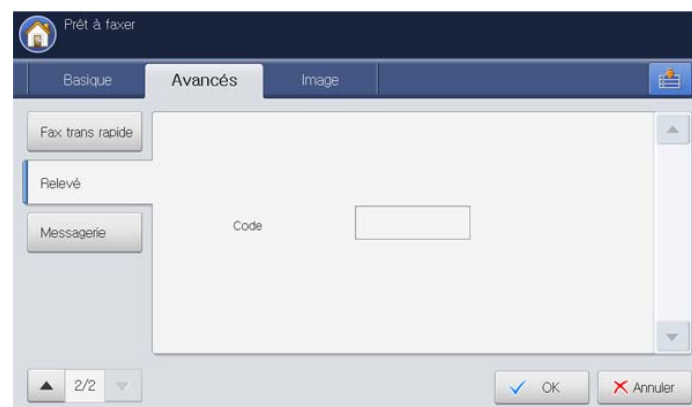 Prêt à faxer
Basique
Avancés
Image
Fax trans rapide
Relevé
Messagerie
Code
2/2
OK
Annuler